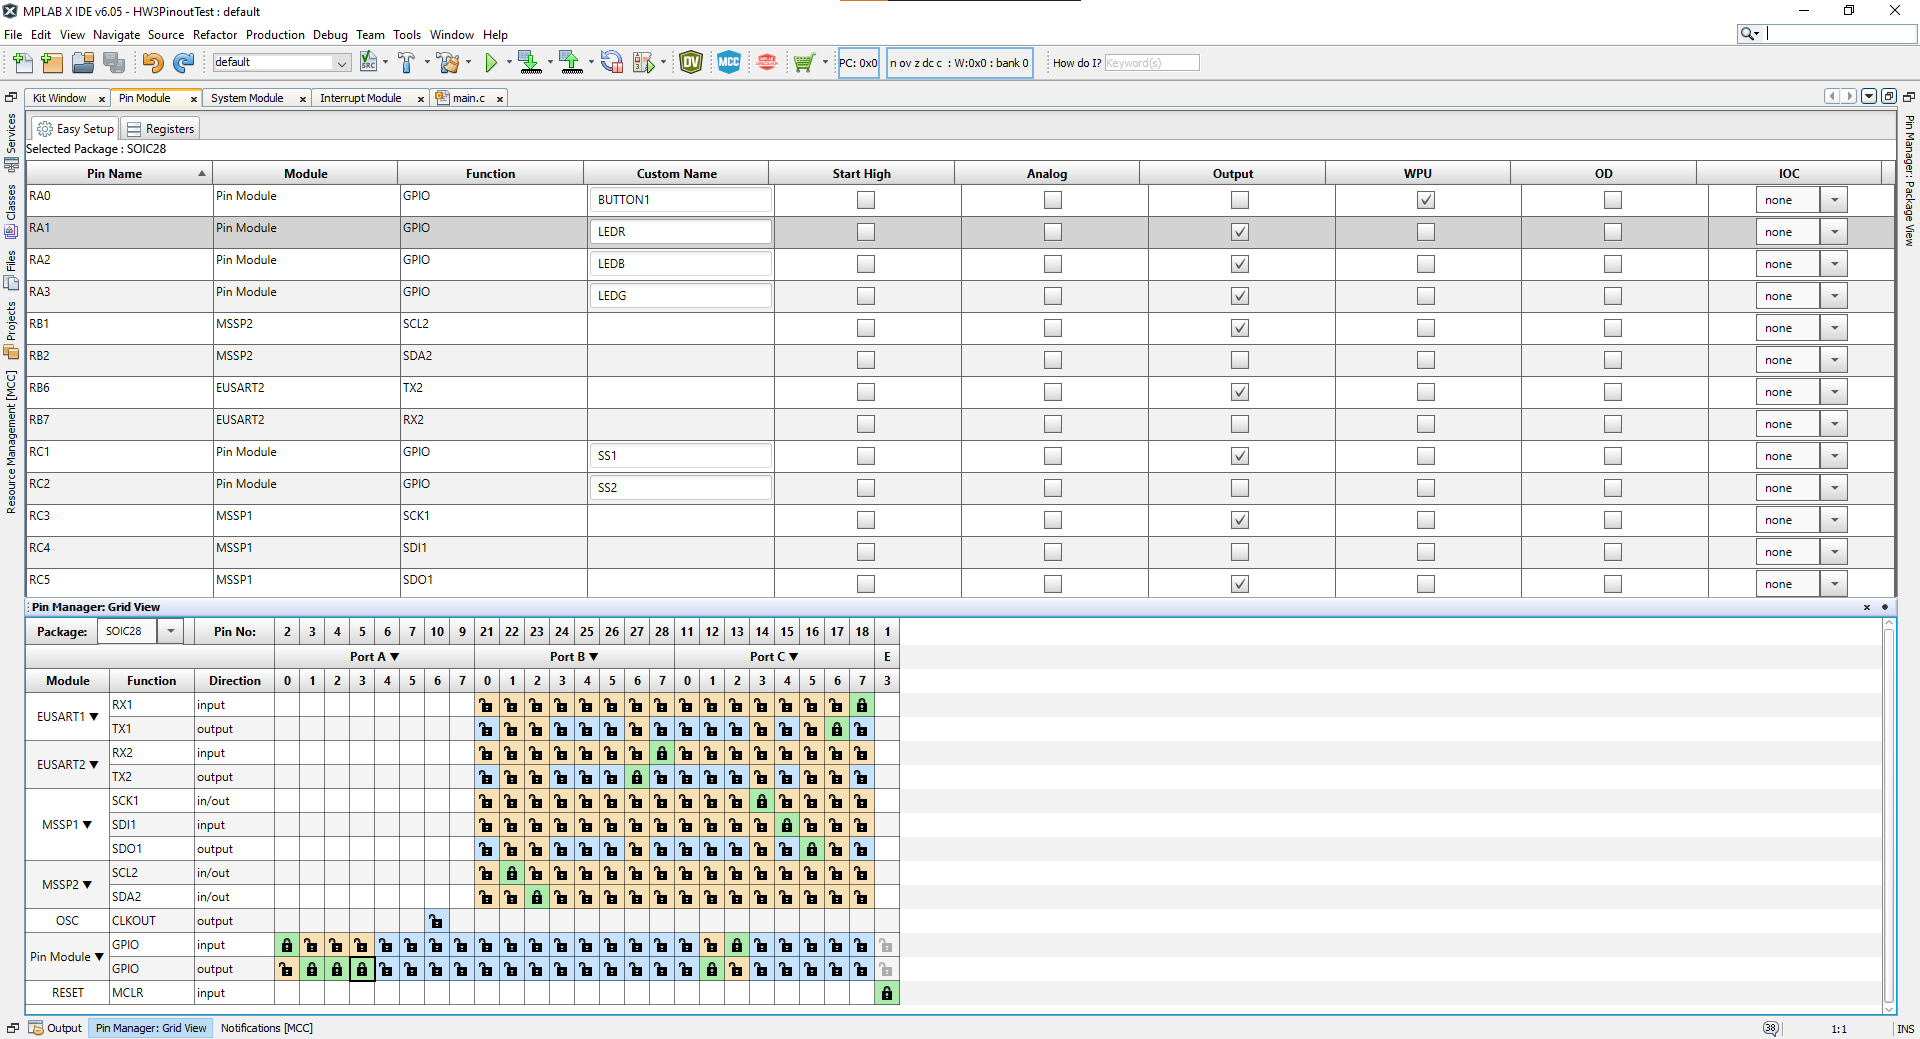 MPLAB X IDE v6.05 - HW3PinoutTest : default
File Edit View Navigate Source Refactor Production Debug Team Tools Window Help
default PC: 0x0 n ov z dc c : W:0x0 : bank 0 How do I? Keyword(s)
Kit Window x Pin Module x System Module x Interrupt Module x main.c x
Services
Classes
Files
Projects
Resource Management [MCC]
Pin Manager: Package View
Easy Setup Registers
Selected Package : SOIC28
Pin Name Module Function Custom Name Start High Analog Output WPU OD IOC
RA0 Pin Module GPIO BUTTON1 none
RA1 Pin Module GPIO LEDR none
RA2 Pin Module GPIO LEDB none
RA3 Pin Module GPIO LEDG none
RB1 MSSP2 SCL2 none
RB2 MSSP2 SDA2 none
RB6 EUSART2 TX2 none
RB7 EUSART2 RX2 none
RC1 Pin Module GPIO SS1 none
RC2 Pin Module GPIO SS2 none
RC3 MSSP1 SCK1 none
RC4 MSSP1 SDI1 none
RC5 MSSP1 SDO1 none
Pin Manager: Grid View
Package: SOIC28 Pin No: 2 3 4 5 6 7 10 9 21 22 23 24 25 26 27 28 11 12 13 14 15 16 17 18 1
Port A ▼ Port B ▼ Port C ▼ E
Module Function Direction 0 1 2 3 4 5 6 7 0 1 2 3 4 5 6 7 0 1 2 3 4 5 6 7 3
EUSART1 ▼ RX1 input
TX1 output
EUSART2 ▼ RX2 input
TX2 output
MSSP1 ▼ SCK1 in/out
SDI1 input
SDO1 output
MSSP2 ▼ SCL2 in/out
SDA2 in/out
OSC CLKOUT output
Pin Module ▼ GPIO input
GPIO output
RESET MCLR input
Output Pin Manager: Grid View Notifications [MCC] 38 1:1 INS